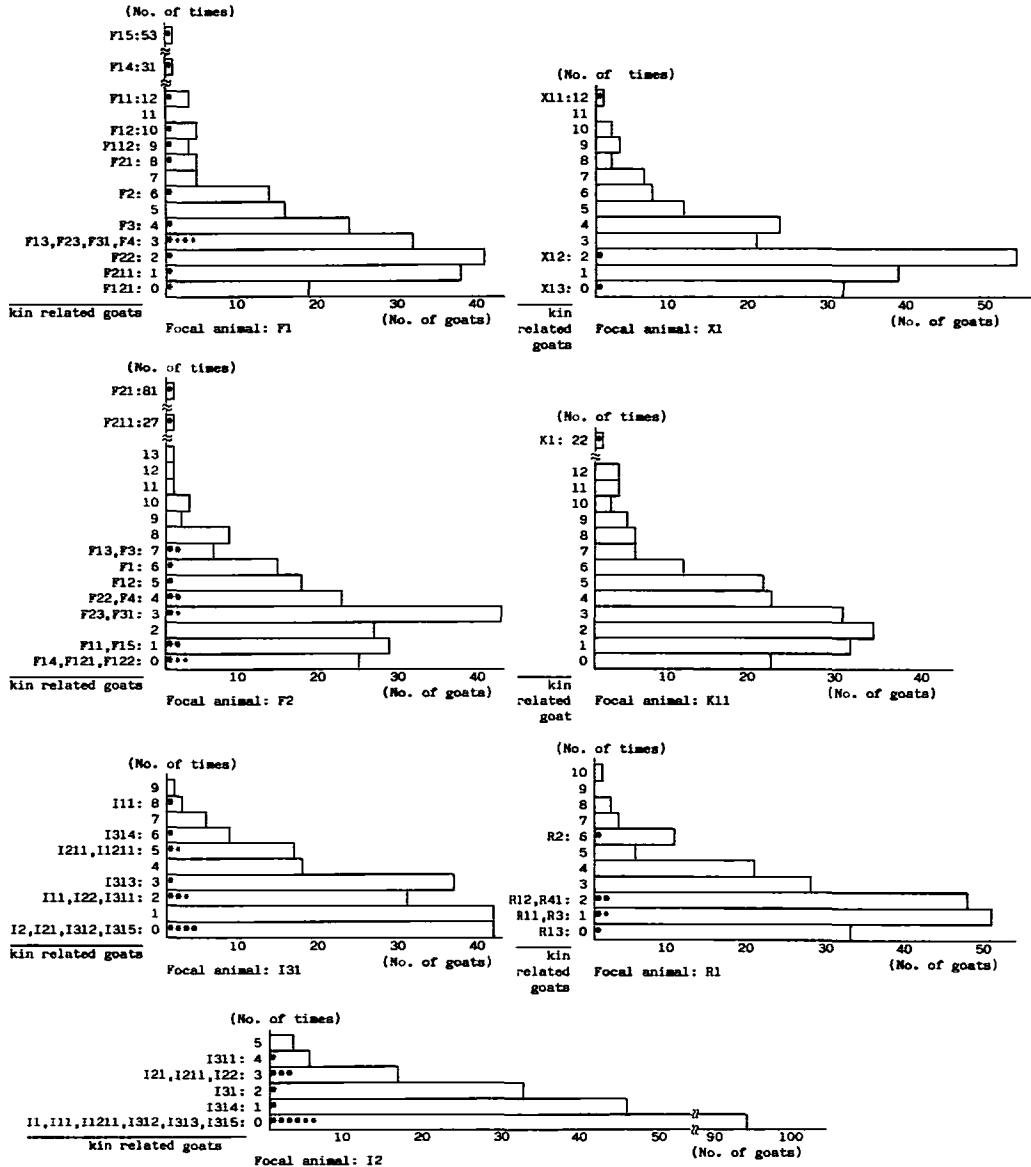 (No. of times)
F15:53
F14:31
F11:12
11
F12:10
F112: 9
F21: 8
7
F2: 6
5
F3: 4
F13,F23,F31,F4: 3
F22: 2
F211: 1
F121: 0
10 20 30 40
kin related goats
(No. of goats)
Focal animal: F1
(No. of times)
X11:12
11
10
9
8
7
6
5
4
3
X12: 2
1
X13: 0
10 20 30 40 50
kin
related
goats
(No. of goats)
Focal animal: X1
(No. of times)
F21:81
F211:27
13
12
11
10
9
8
F13,F3: 7
F1: 6
F12: 5
F22,F4: 4
F23,F31: 3
2
F11,F15: 1
F14,F121,F122: 0
10 20 30 40
kin related goats
(No. of goats)
Focal animal: F2
(No. of times)
K1: 22
12
11
10
9
8
7
6
5
4
3
2
1
0
10 20 30 40
kin
related
goat
(No. of goats)
Focal animal: K11
(No. of times)
9
I11: 8
7
I314: 6
I211,I1211: 5
4
I313: 3
I11,I22,I311: 2
1
I2,I21,I312,I315: 0
10 20 30 40
kin related goats
(No. of goats)
Focal animal: I31
(No. of times)
10
9
8
7
R2: 6
5
4
3
R12,R41: 2
R11,R3: 1
R13: 0
10 20 30 40 50
kin
related
goats
(No. of goats)
Focal animal: R1
(No. of times)
5
I311: 4
I21,I211,I22: 3
I31: 2
I314: 1
I1,I11,I1211,I312,I313,I315: 0
10 20 30 40 50 90 100
kin related goats
(No. of goats)
Focal animal: I2